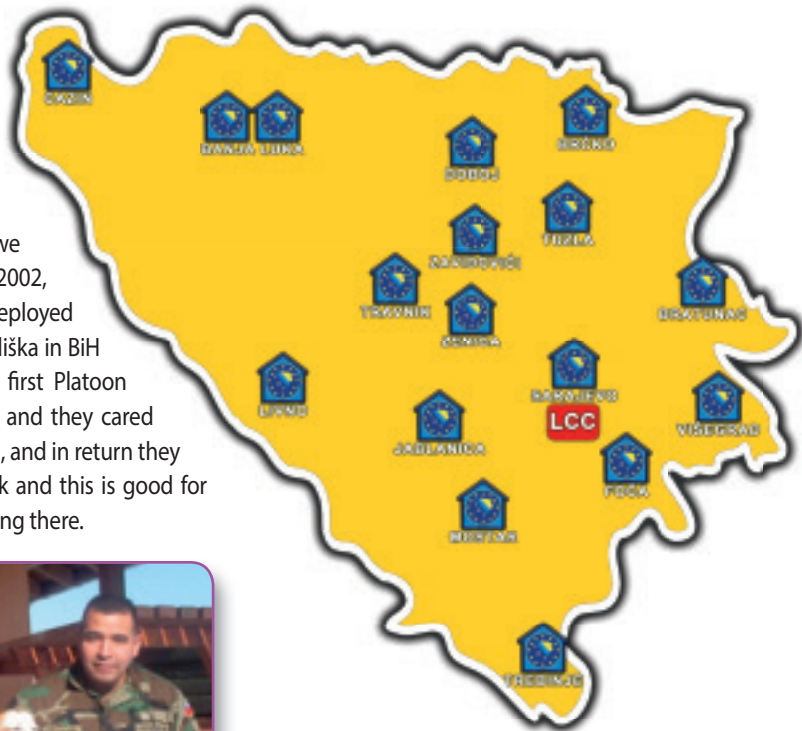 we
2002,
eployed
liška in BiH
first Platoon
and they cared
, and in return they
k and this is good for
ng there.
CAZIN
BANJA LUKA
DOBOJ
BRČKO
TUZLA
ZAVIDOVIĆI
TRAVNIK
ZENICA
BRATUNAC
SARAJEVO
LCC
LIVNO
JABLANICA
VIŠEGRAD
FOČA
MOSTAR
TREBINJE